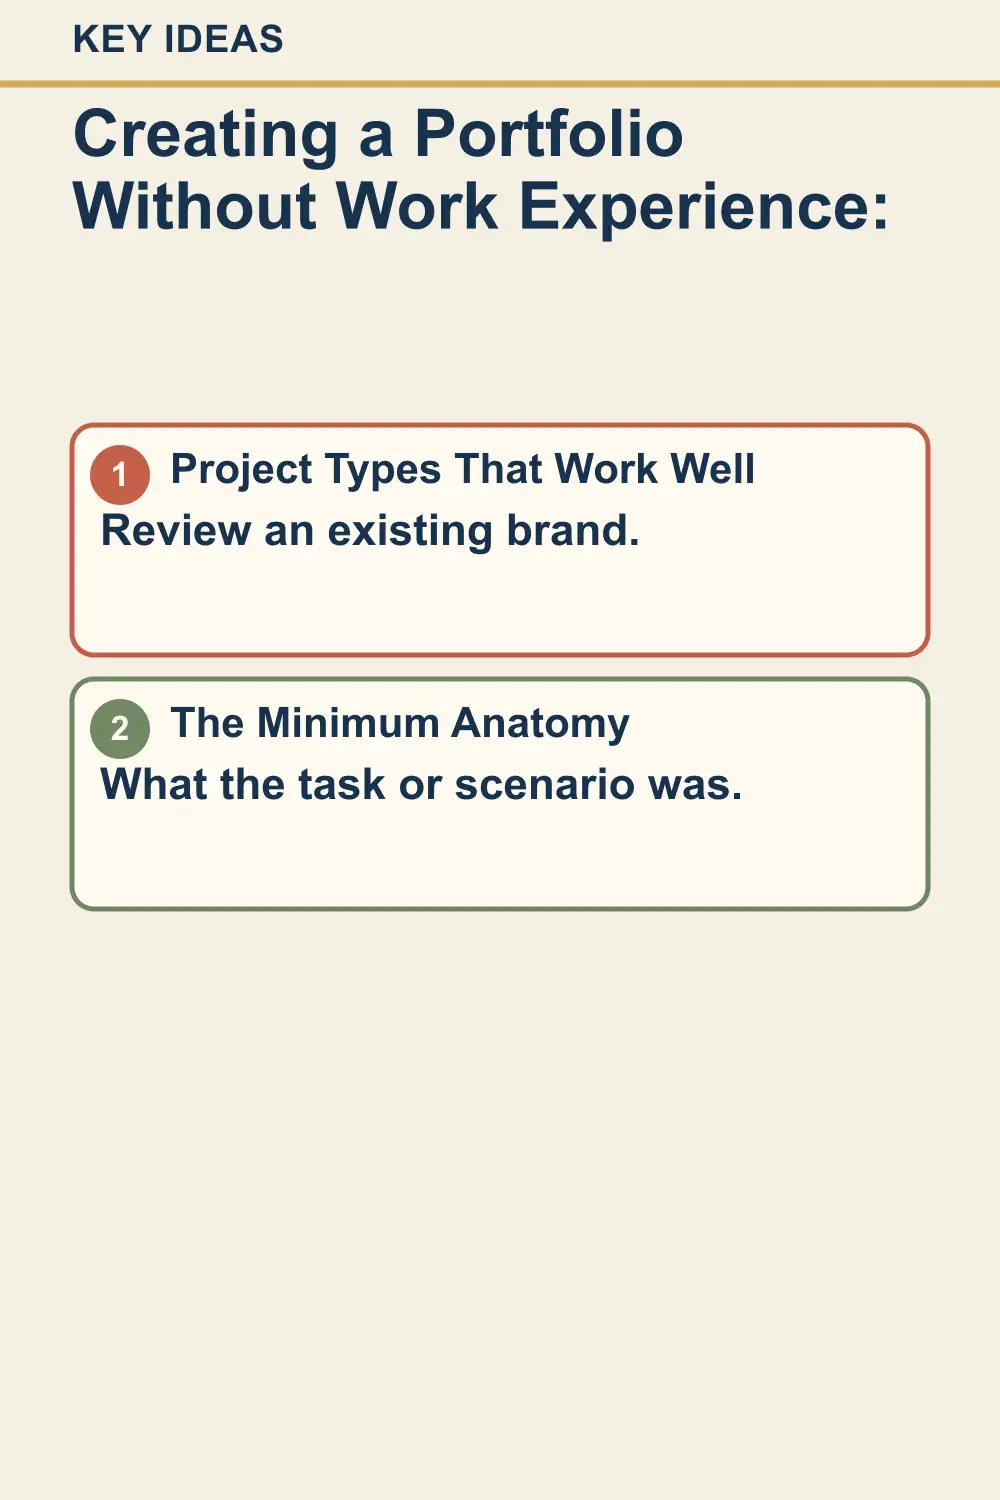 KEY IDEAS
Creating a Portfolio
Without Work Experience:
1 Project Types That Work Well
Review an existing brand.
2 The Minimum Anatomy
What the task or scenario was.